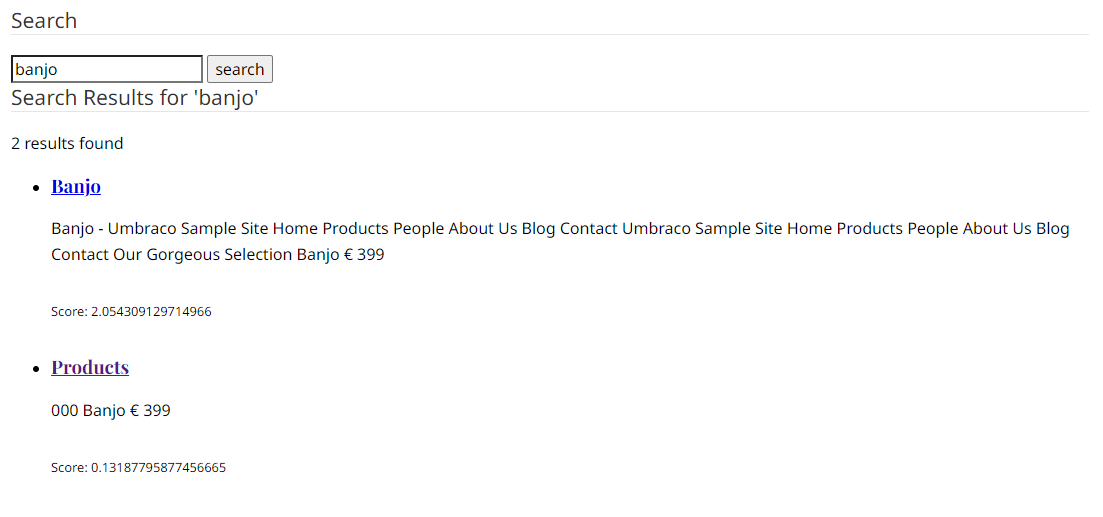 Search
banjo search
Search Results for 'banjo'
2 results found
Banjo
Banjo - Umbraco Sample Site Home Products People About Us Blog Contact Umbraco Sample Site Home Products People About Us Blog
Contact Our Gorgeous Selection Banjo € 399
Score: 2.054309129714966
Products
000 Banjo € 399
Score: 0.13187795877456665